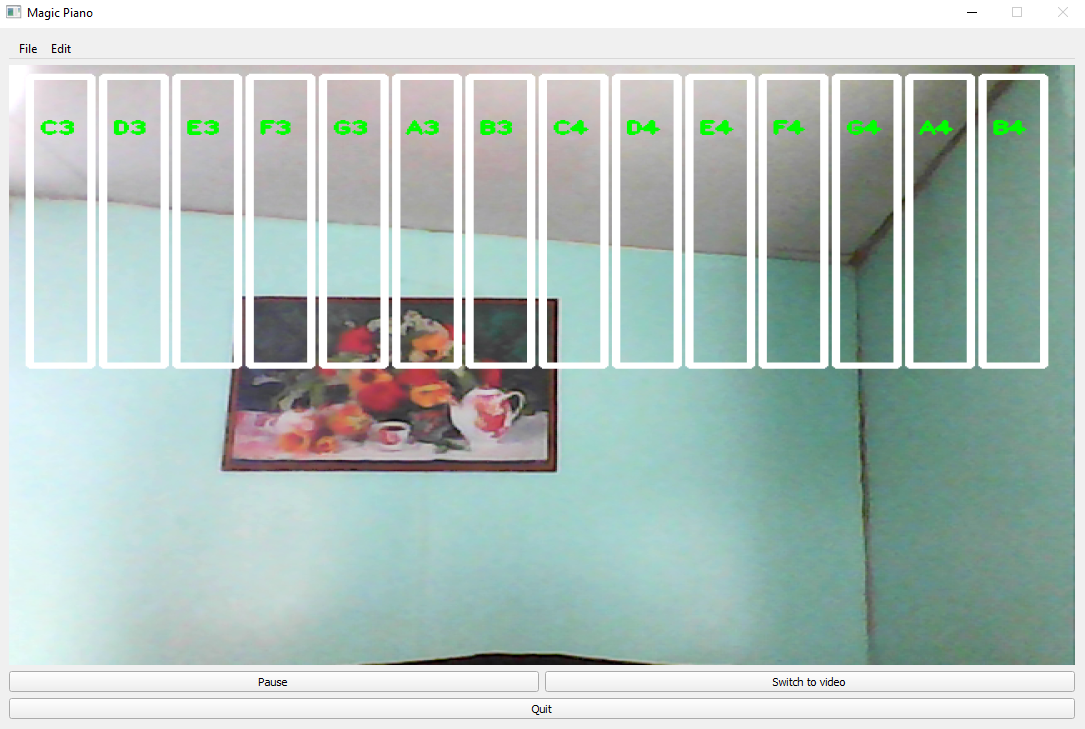 Magic Piano
File Edit
C3 D3 E3 F3 G3 A3 B3 C4 D4 E4 F4 G4 A4 B4
Pause Switch to video
Quit